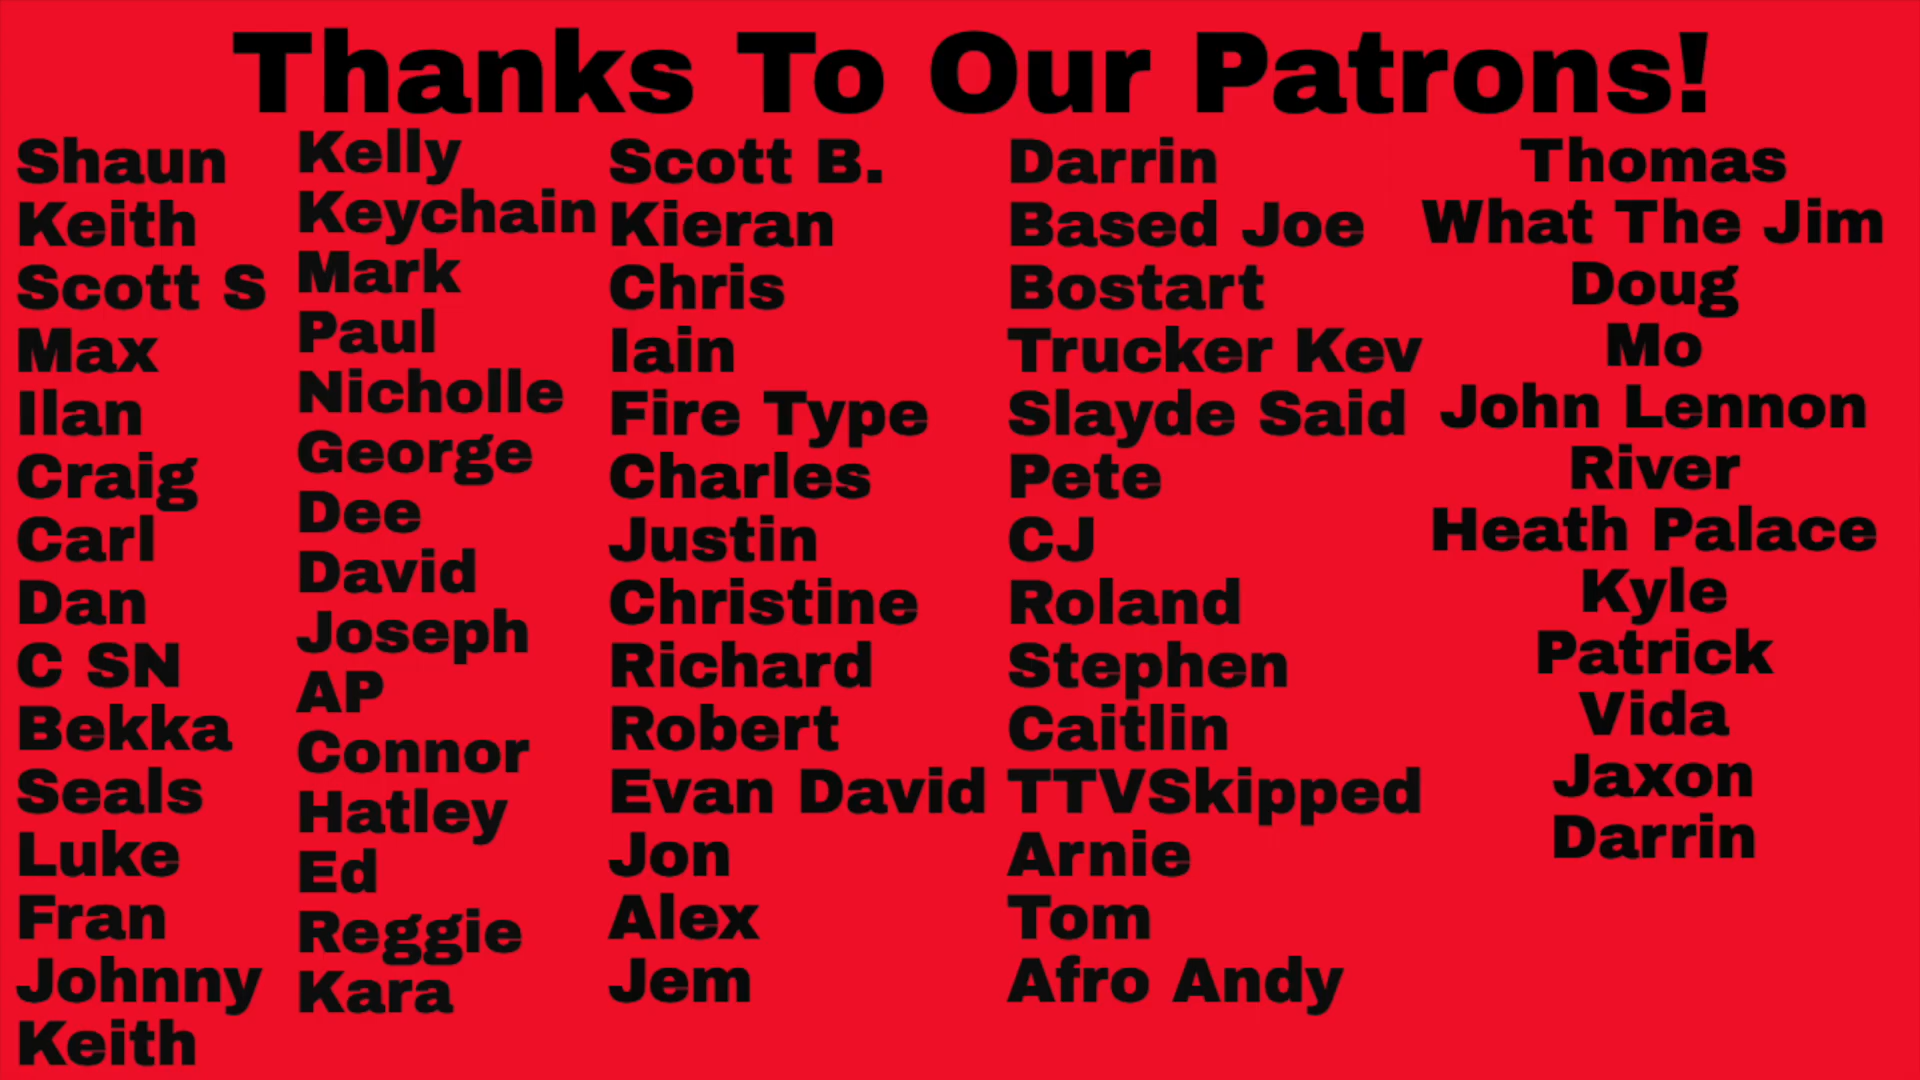 Thanks To Our Patrons!
Shaun
Keith
Scott S
Max
Ilan
Craig
Carl
Dan
C SN
Bekka
Seals
Luke
Fran
Johnny
Keith
Kelly
Keychain
Mark
Paul
Nicholle
George
Dee
David
Joseph
AP
Connor
Hatley
Ed
Reggie
Kara
Scott B.
Kieran
Chris
Iain
Fire Type
Charles
Justin
Christine
Richard
Robert
Evan David
Jon
Alex
Jem
Darrin
Based Joe
Bostart
Trucker Kev
Slayde Said
Pete
CJ
Roland
Stephen
Caitlin
TTVSkipped
Arnie
Tom
Afro Andy
Thomas
What The Jim
Doug
Mo
John Lennon
River
Heath Palace
Kyle
Patrick
Vida
Jaxon
Darrin